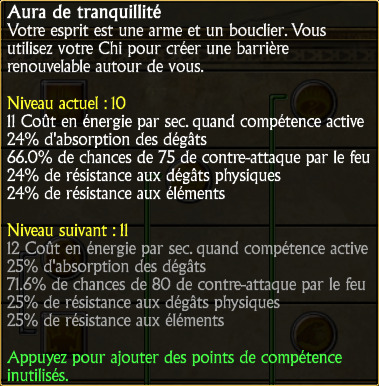 Aura de tranquillité
Votre esprit est une arme et un bouclier. Vous
utilisez votre Chi pour créer une barrière
renouvelable autour de vous.
Niveau actuel : 10
11 Coût en énergie par sec. quand compétence active
24% d'absorption des dégâts
66.0% de chances de 75 de contre-attaque par le feu
24% de résistance aux dégâts physiques
24% de résistance aux éléments
Niveau suivant : 11
12 Coût en énergie par sec. quand compétence active
25% d'absorption des dégâts
71.6% de chances de 80 de contre-attaque par le feu
25% de résistance aux dégâts physiques
25% de résistance aux éléments
Appuyez pour ajouter des points de compétence
inutilisés.